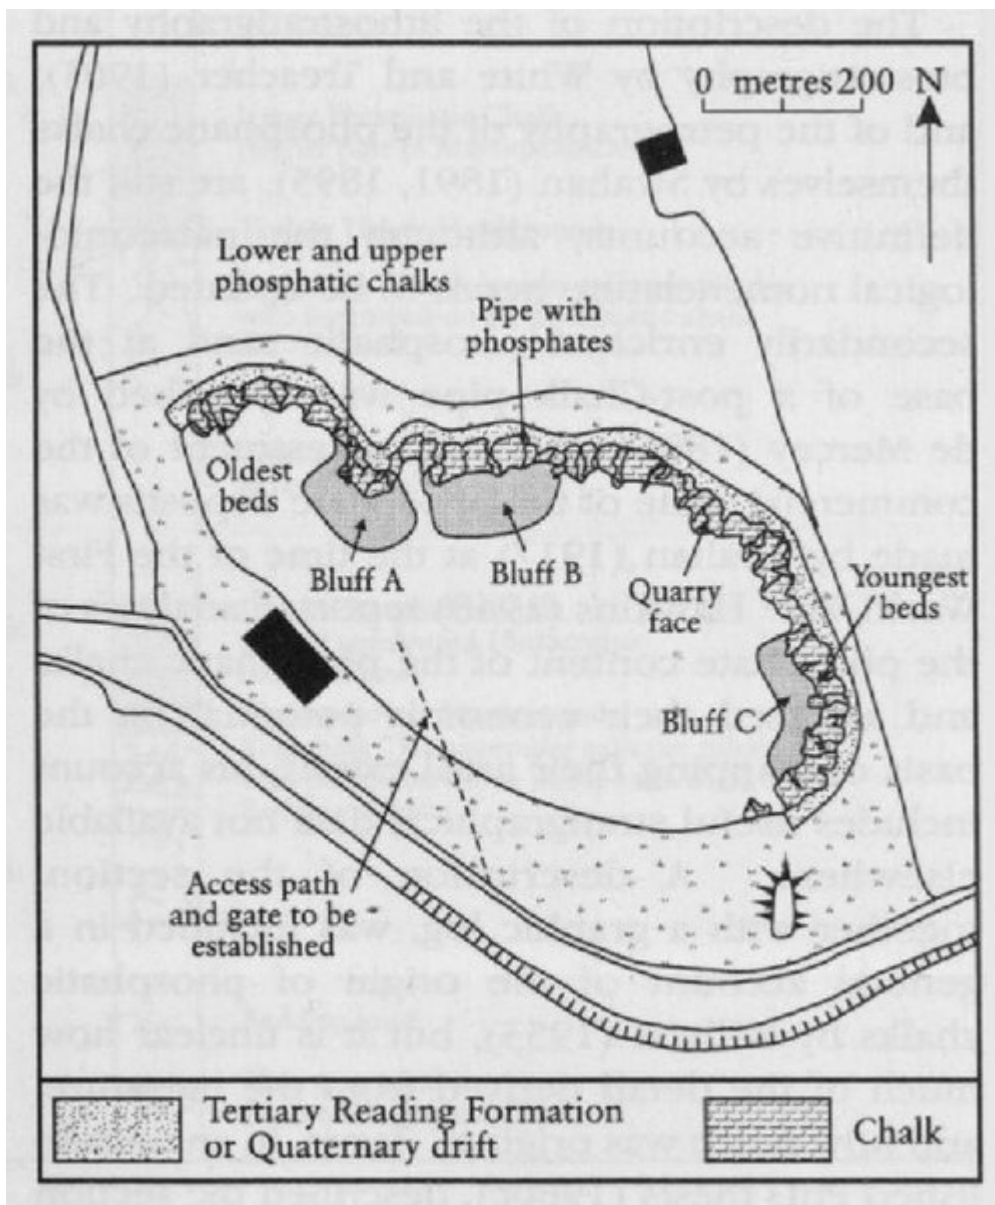 0 metres 200 N
Lower and upper
phosphatic chalks
Pipe with
phosphates
Oldest
beds
Bluff A
Bluff B
Quarry
face
Youngest
beds
Bluff C
Access path
and gate to be
established
Tertiary Reading Formation
or Quaternary drift
Chalk